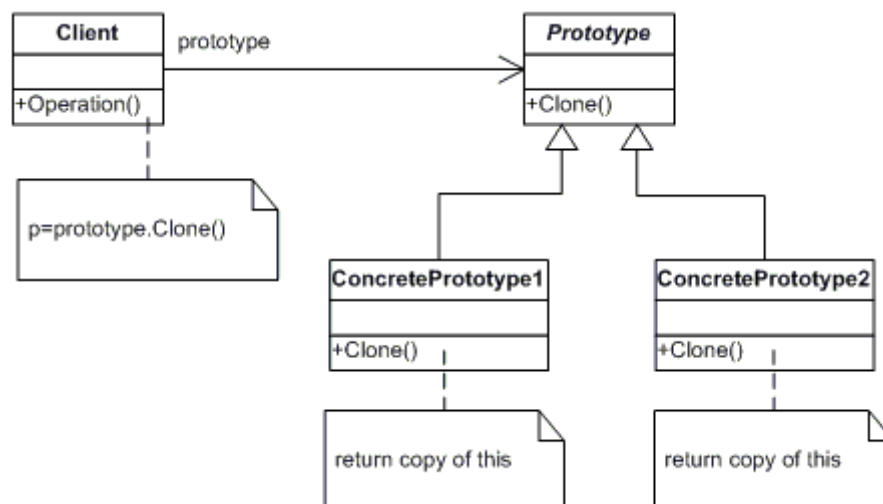 Client
prototype
Prototype
+Operation()
+Clone()
p=prototype.Clone()
ConcretePrototype1
ConcretePrototype2
+Clone()
+Clone()
return copy of this
return copy of this